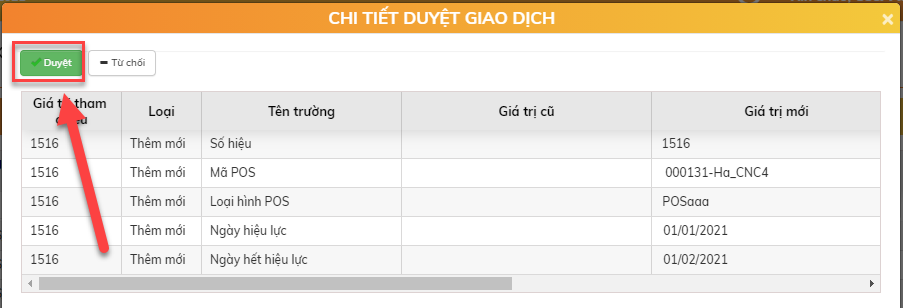 CHI TIẾT DUYỆT GIAO DỊCH ×
Duyệt Từ chối
Giá trị tham Loại Tên trường Giá trị cũ Giá trị mới
1516 Thêm mới Số hiệu 1516
1516 Thêm mới Mã POS 000131-Ha_CNC4
1516 Thêm mới Loại hình POS POSaaa
1516 Thêm mới Ngày hiệu lực 01/01/2021
1516 Thêm mới Ngày hết hiệu lực 01/02/2021